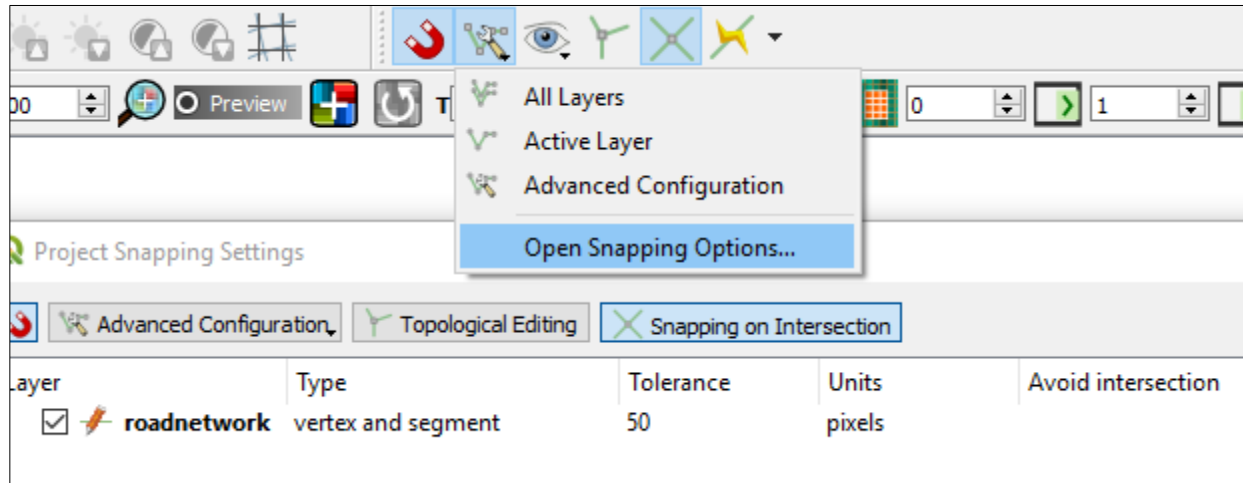 All Layers
00 Preview T 0 1
Active Layer
Advanced Configuration
Open Snapping Options...
Project Snapping Settings
Advanced Configuration Topological Editing Snapping on Intersection
Layer Type Tolerance Units Avoid intersection
roadnetwork vertex and segment 50 pixels